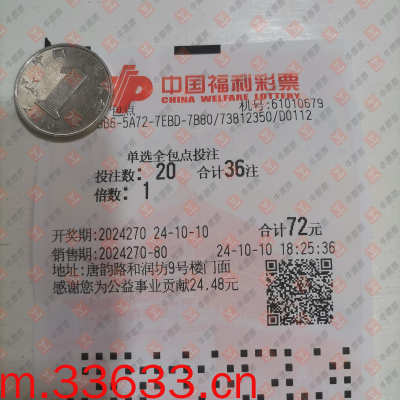 中国福利彩票
CHINA WELFARE LOTTERY
机号:61010679
-5A72-7EBD-7B80/73812350/D0112
单选全包点投注
投注数: 20 合计36注
倍数: 1
开奖期:2024270 24-10-10 合计72元
销售期:2024270-80 24-10-10 18:25:36
地址:唐韵路和润坊9号楼门面
感谢您为公益事业贡献24.48元
m.33633.cn